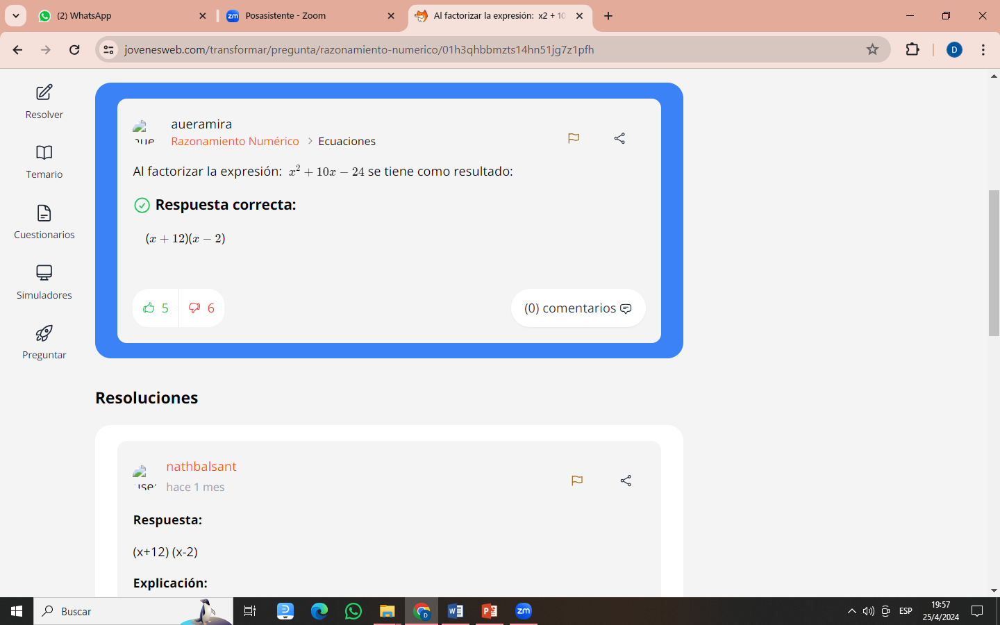 (2) WhatsApp
Posasistente - Zoom
Al factorizar la expresión: x2 + 10
jovenesweb.com/transformar/pregunta/razonamiento-numerico/01h3qhbbmzts14hn51jg7z1pfh
D
Resolver
Temario
Cuestionarios
Simuladores
Preguntar
aueramira
Razonamiento Numérico > Ecuaciones
Al factorizar la expresión: x² + 10x − 24 se tiene como resultado:
Respuesta correcta:
(x + 12)(x − 2)
5
6
(0) comentarios
Resoluciones
nathbalsant
hace 1 mes
Respuesta:
(x+12) (x-2)
Explicación:
Buscar
ESP
19:57
25/4/2024